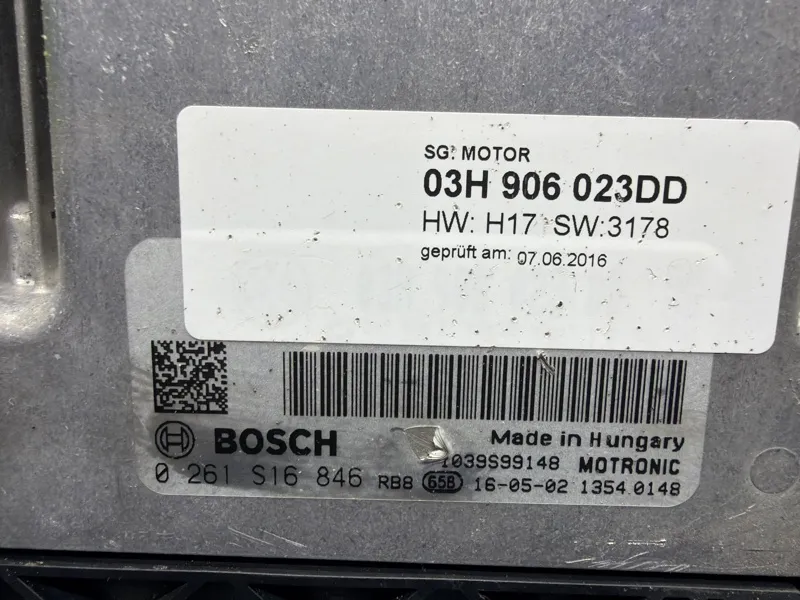 SG: MOTOR
03H 906 023DD
HW: H17 SW:3178
geprüft am: 07.06.2016
BOSCH
Made in Hungary
1039S99148 MOTRONIC
0 261 S16 846 RB8 65B 16-05-02 1354.0148